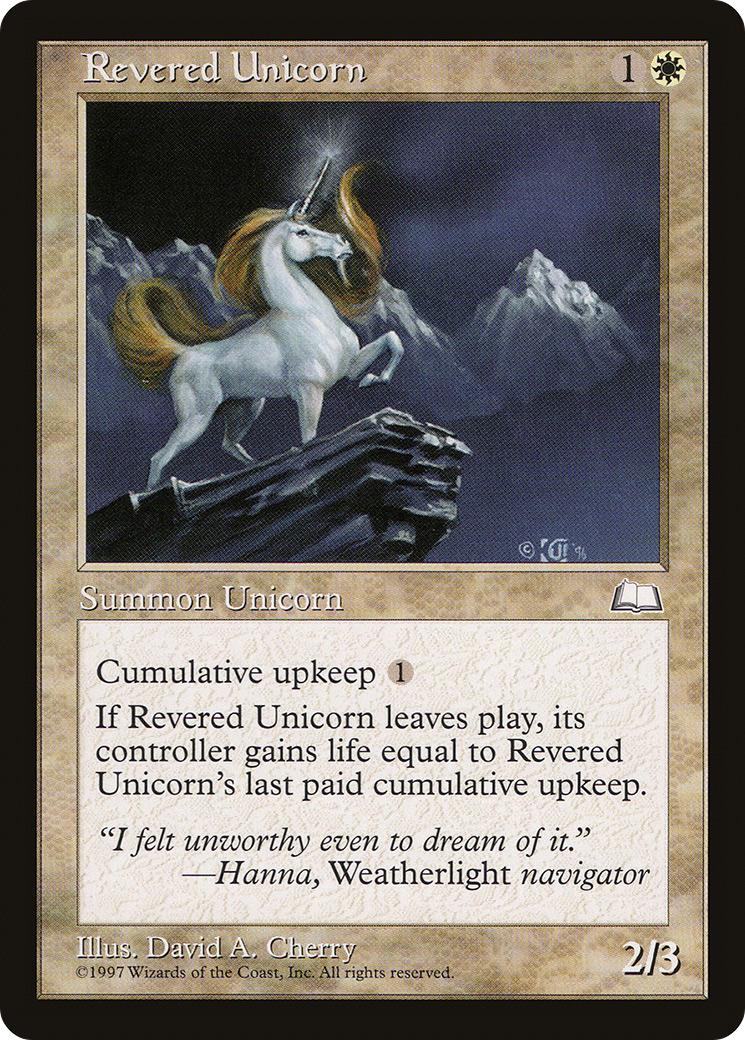 Revered Unicorn
1
© '96
Summon Unicorn
Cumulative upkeep 1
If Revered Unicorn leaves play, its
controller gains life equal to Revered
Unicorn's last paid cumulative upkeep.
“I felt unworthy even to dream of it.”
—Hanna, Weatherlight navigator
Illus. David A. Cherry
©1997 Wizards of the Coast, Inc. All rights reserved.
2/3